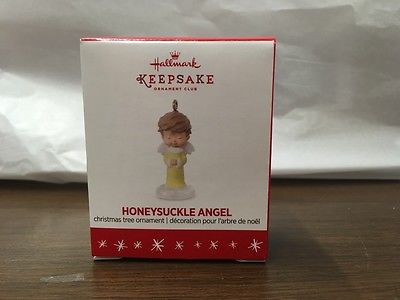 Hallmark
KEEPSAKE
ORNAMENT CLUB
HONEYSUCKLE ANGEL
christmas tree ornament | décoration pour l'arbre de noël